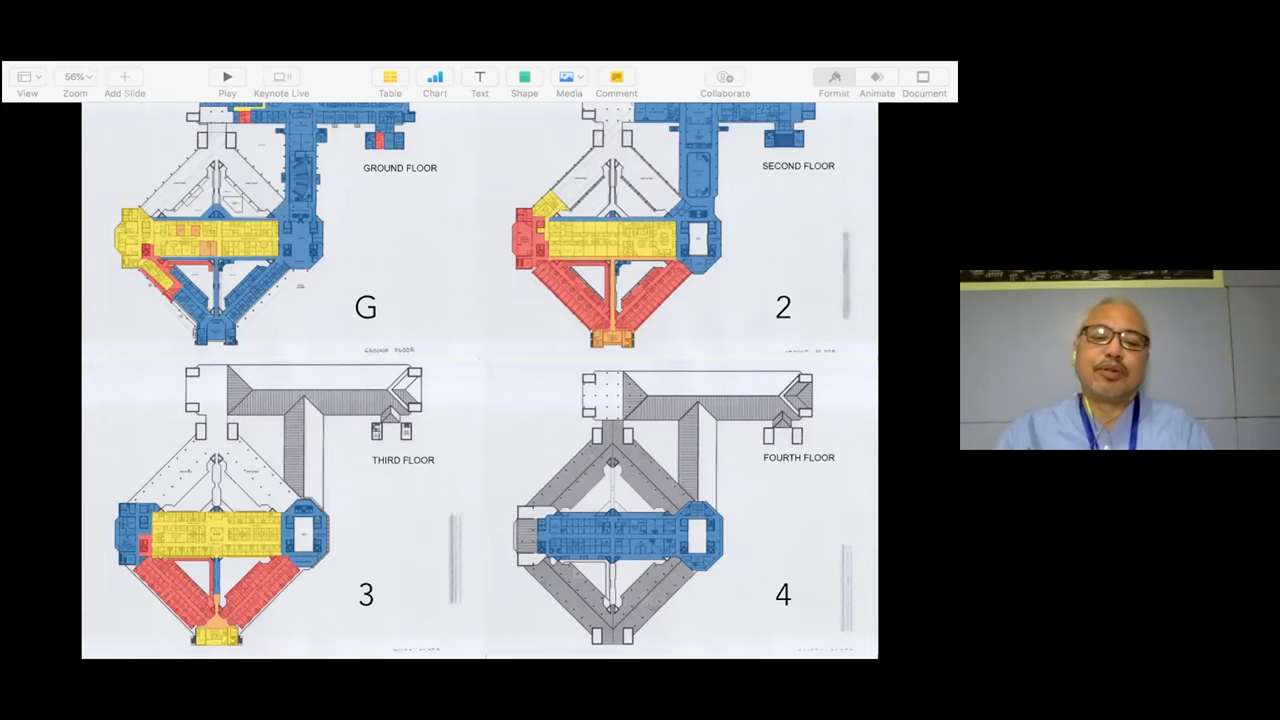 56%
View
Zoom
Add Slide
Play
Keynote Live
Table
Chart
Text
Shape
Media
Comment
Collaborate
Format
Animate
Document
GROUND FLOOR
G
GROUND FLOOR
SECOND FLOOR
2
THIRD FLOOR
3
FOURTH FLOOR
4